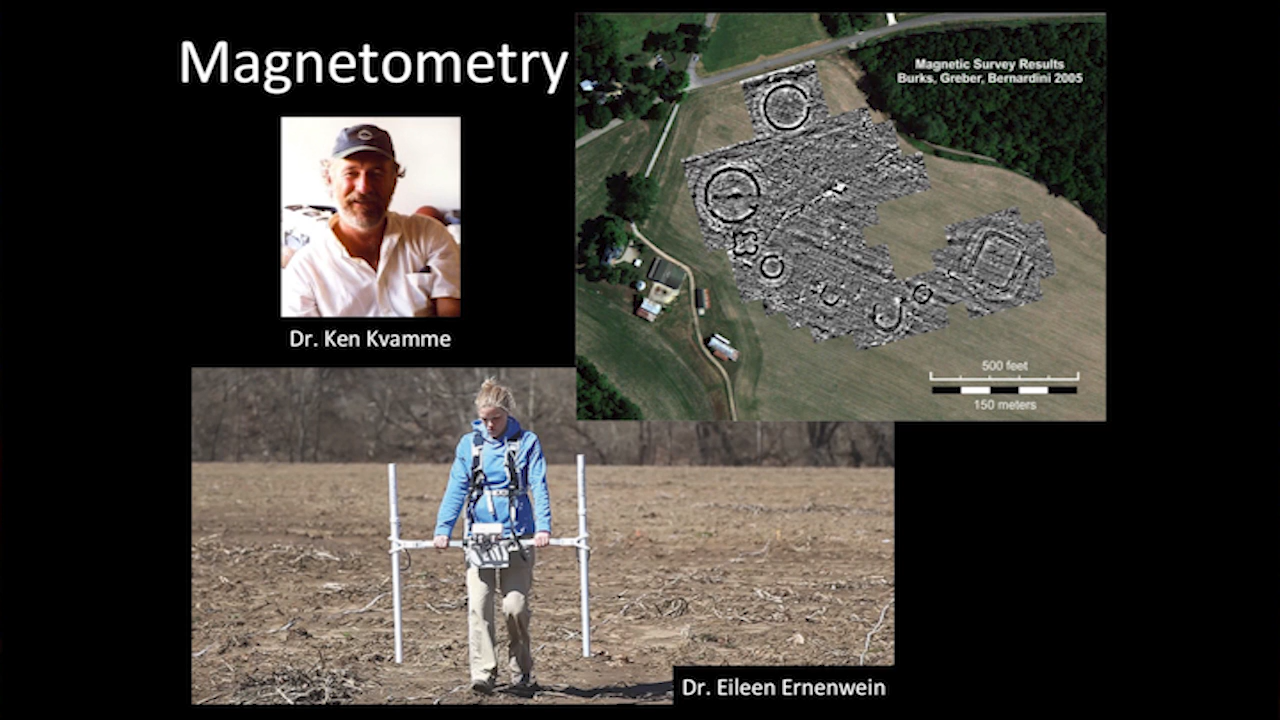 Magnetometry
Magnetic Survey Results
Burks, Greber, Bernardini 2005
Dr. Ken Kvamme
500 feet
150 meters
Dr. Eileen Ernenwein